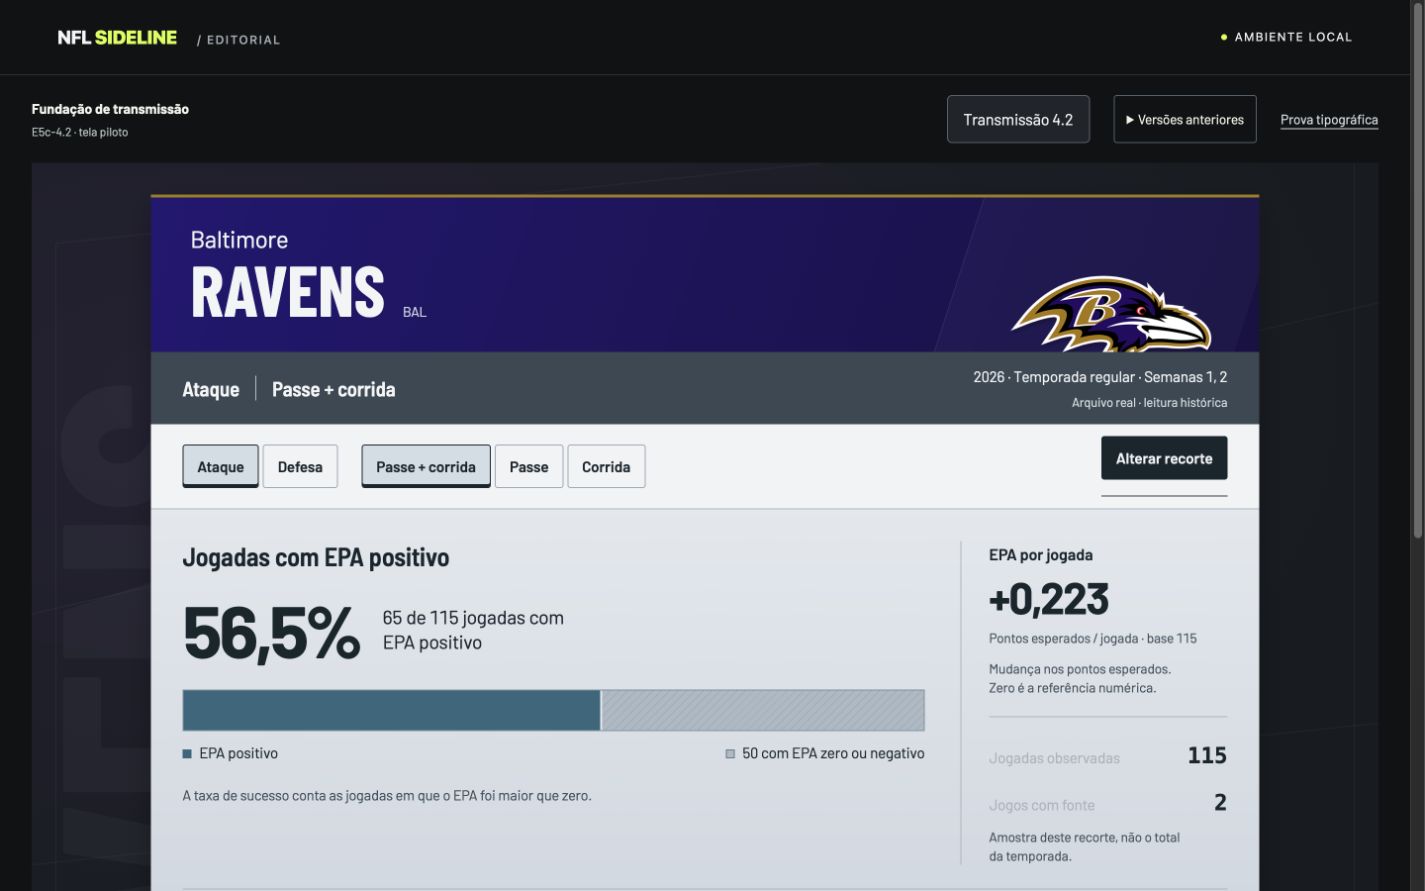 NFL SIDELINE / EDITORIAL
AMBIENTE LOCAL
Fundação de transmissão
E5c-4.2 · tela piloto
Transmissão 4.2
Versões anteriores
Prova tipográfica
Baltimore
RAVENS BAL
B
Ataque
Passe + corrida
2026 · Temporada regular · Semanas 1, 2
Arquivo real · leitura histórica
Ataque
Defesa
Passe + corrida
Passe
Corrida
Alterar recorte
Jogadas com EPA positivo
56,5%
65 de 115 jogadas com
EPA positivo
EPA positivo
50 com EPA zero ou negativo
A taxa de sucesso conta as jogadas em que o EPA foi maior que zero.
EPA por jogada
+0,223
Pontos esperados / jogada · base 115
Mudança nos pontos esperados.
Zero é a referência numérica.
Jogadas observadas 115
Jogos com fonte 2
Amostra deste recorte, não o total
da temporada.